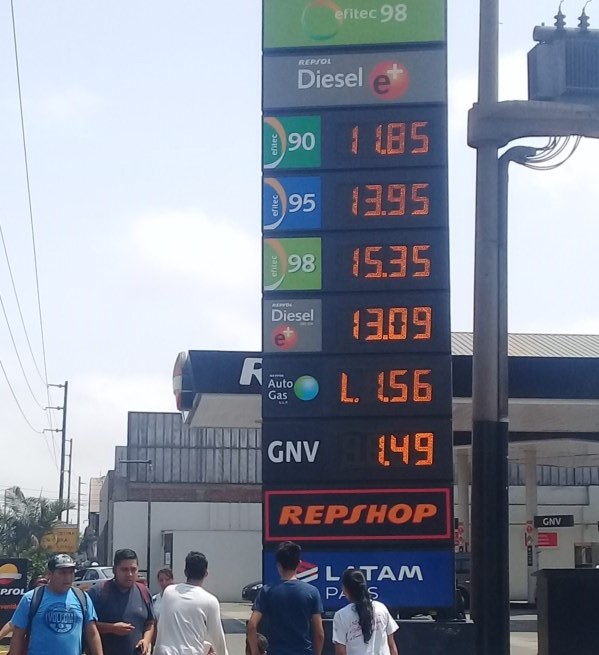 efitec 98
REPSOL
Diesel e+
efitec 90 11.85
efitec 95 13.95
efitec 98 15.35
REPSOL
Diesel e+ 13.09
Auto Gas L. 1.56
GNV 1.49
REPSHOP
LATAM
PASS
GNV
R